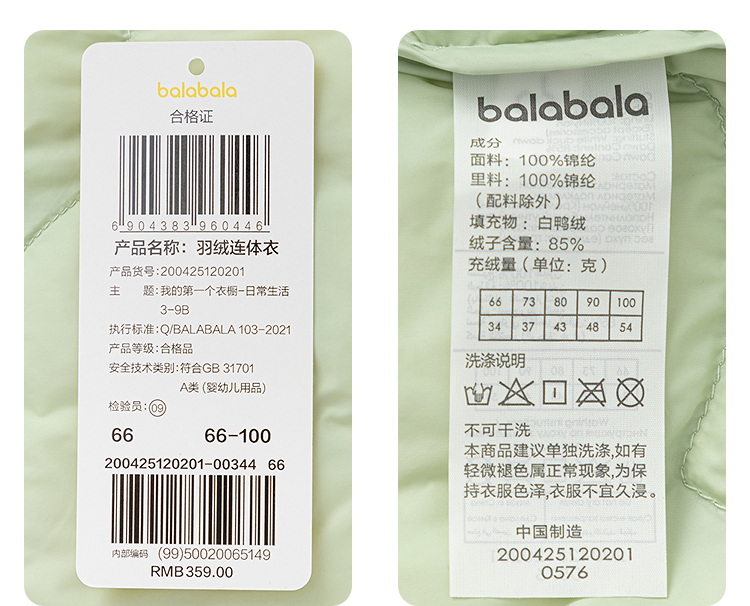 balabala
合格证
6 904383 960446
产品名称：羽绒连体衣
产品货号：200425120201
主 题：我的第一个衣橱-日常生活
3-9B
执行标准：Q/BALABALA 103-2021
产品等级：合格品
安全技术类别：符合GB 31701
A类 (婴幼儿用品)
检验员：09
66 66-100
200425120201-00344 66
内部编码 (99)50020065149
RMB359.00
balabala
成分
面料：100%锦纶
里料：100%锦纶
（配料除外）
填充物：白鸭绒
绒子含量：85%
充绒量（单位：克）
66 73 80 90 100
34 37 43 48 54
洗涤说明
不可干洗
本商品建议单独洗涤,如有
轻微褪色属正常现象,为保
持衣服色泽,衣服不宜久浸。
中国制造
200425120201
0576